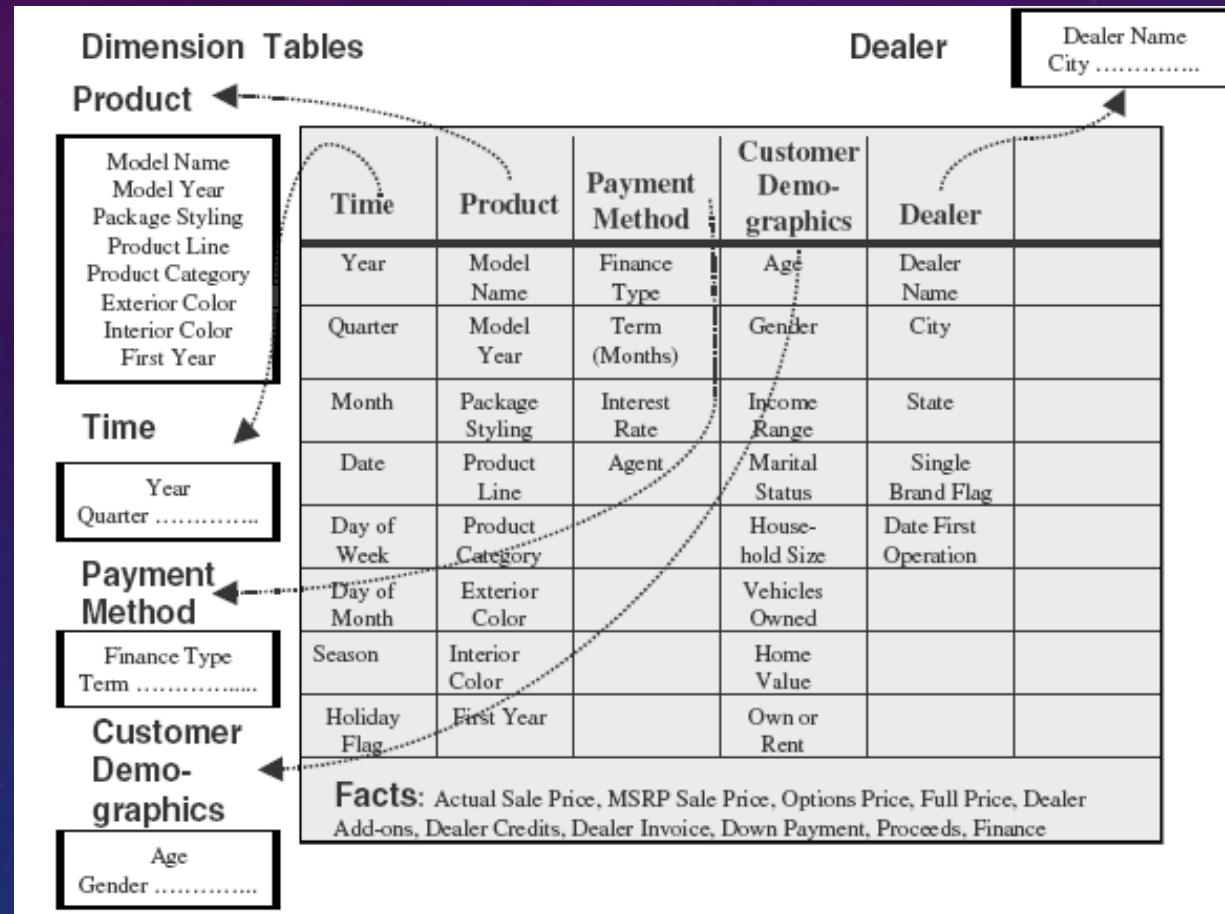 Dimension Tables
Dealer
Dealer Name
City …………..
Product
Model Name
Model Year
Package Styling
Product Line
Product Category
Exterior Color
Interior Color
First Year
Time
Year
Quarter …………..
Payment
Method
Finance Type
Term ………….....
Customer
Demo-
graphics
Age
Gender …………..
Time
Product
Payment
Method
Customer
Demo-
graphics
Dealer
Year
Model
Name
Finance
Type
Age
Dealer
Name
Quarter
Model
Year
Term
(Months)
Gender
City
Month
Package
Styling
Interest
Rate
Income
Range
State
Date
Product
Line
Agent
Marital
Status
Single
Brand Flag
Day of
Week
Product
Category
House-
hold Size
Date First
Operation
Day of
Month
Exterior
Color
Vehicles
Owned
Season
Interior
Color
Home
Value
Holiday
Flag
First Year
Own or
Rent
Facts: Actual Sale Price, MSRP Sale Price, Options Price, Full Price, Dealer
Add-ons, Dealer Credits, Dealer Invoice, Down Payment, Proceeds, Finance